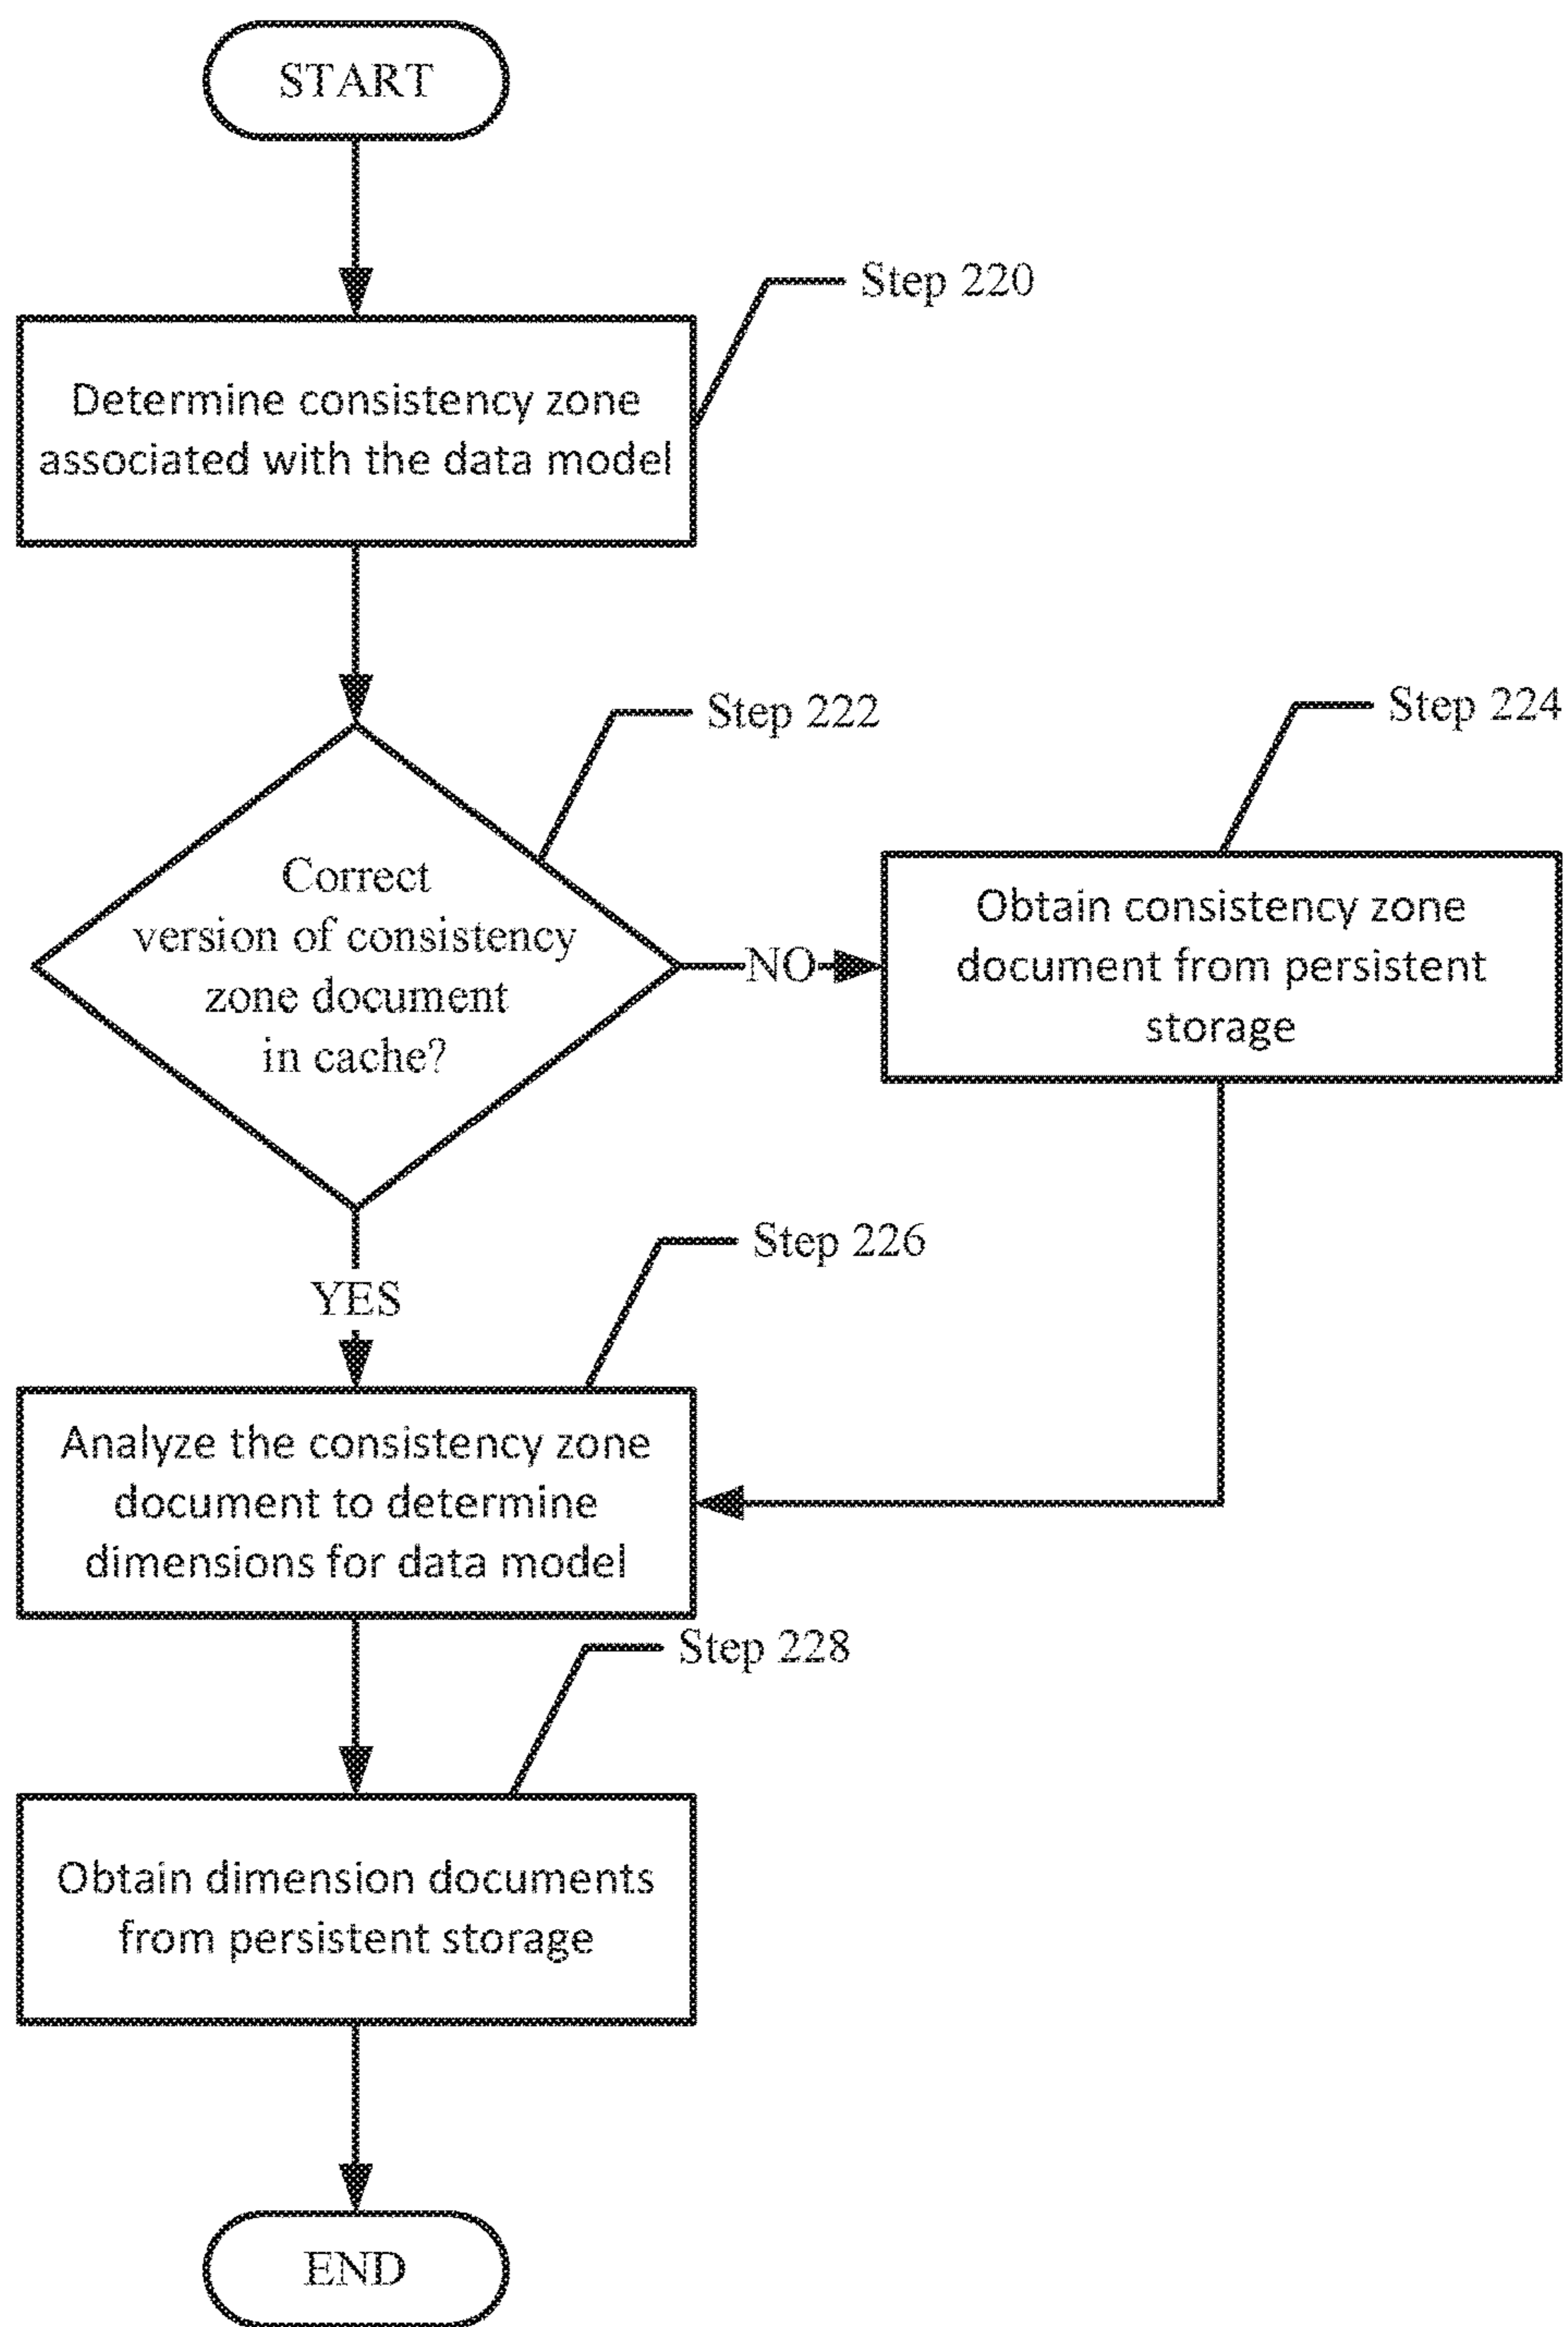 START
Step 220
Determine consistency zone
associated with the data model
Step 222
Step 224
Correct
version of consistency
zone document
in cache?
NO
Obtain consistency zone
document from persistent
storage
YES
Step 226
Analyze the consistency zone
document to determine
dimensions for data model
Step 228
Obtain dimension documents
from persistent storage
END